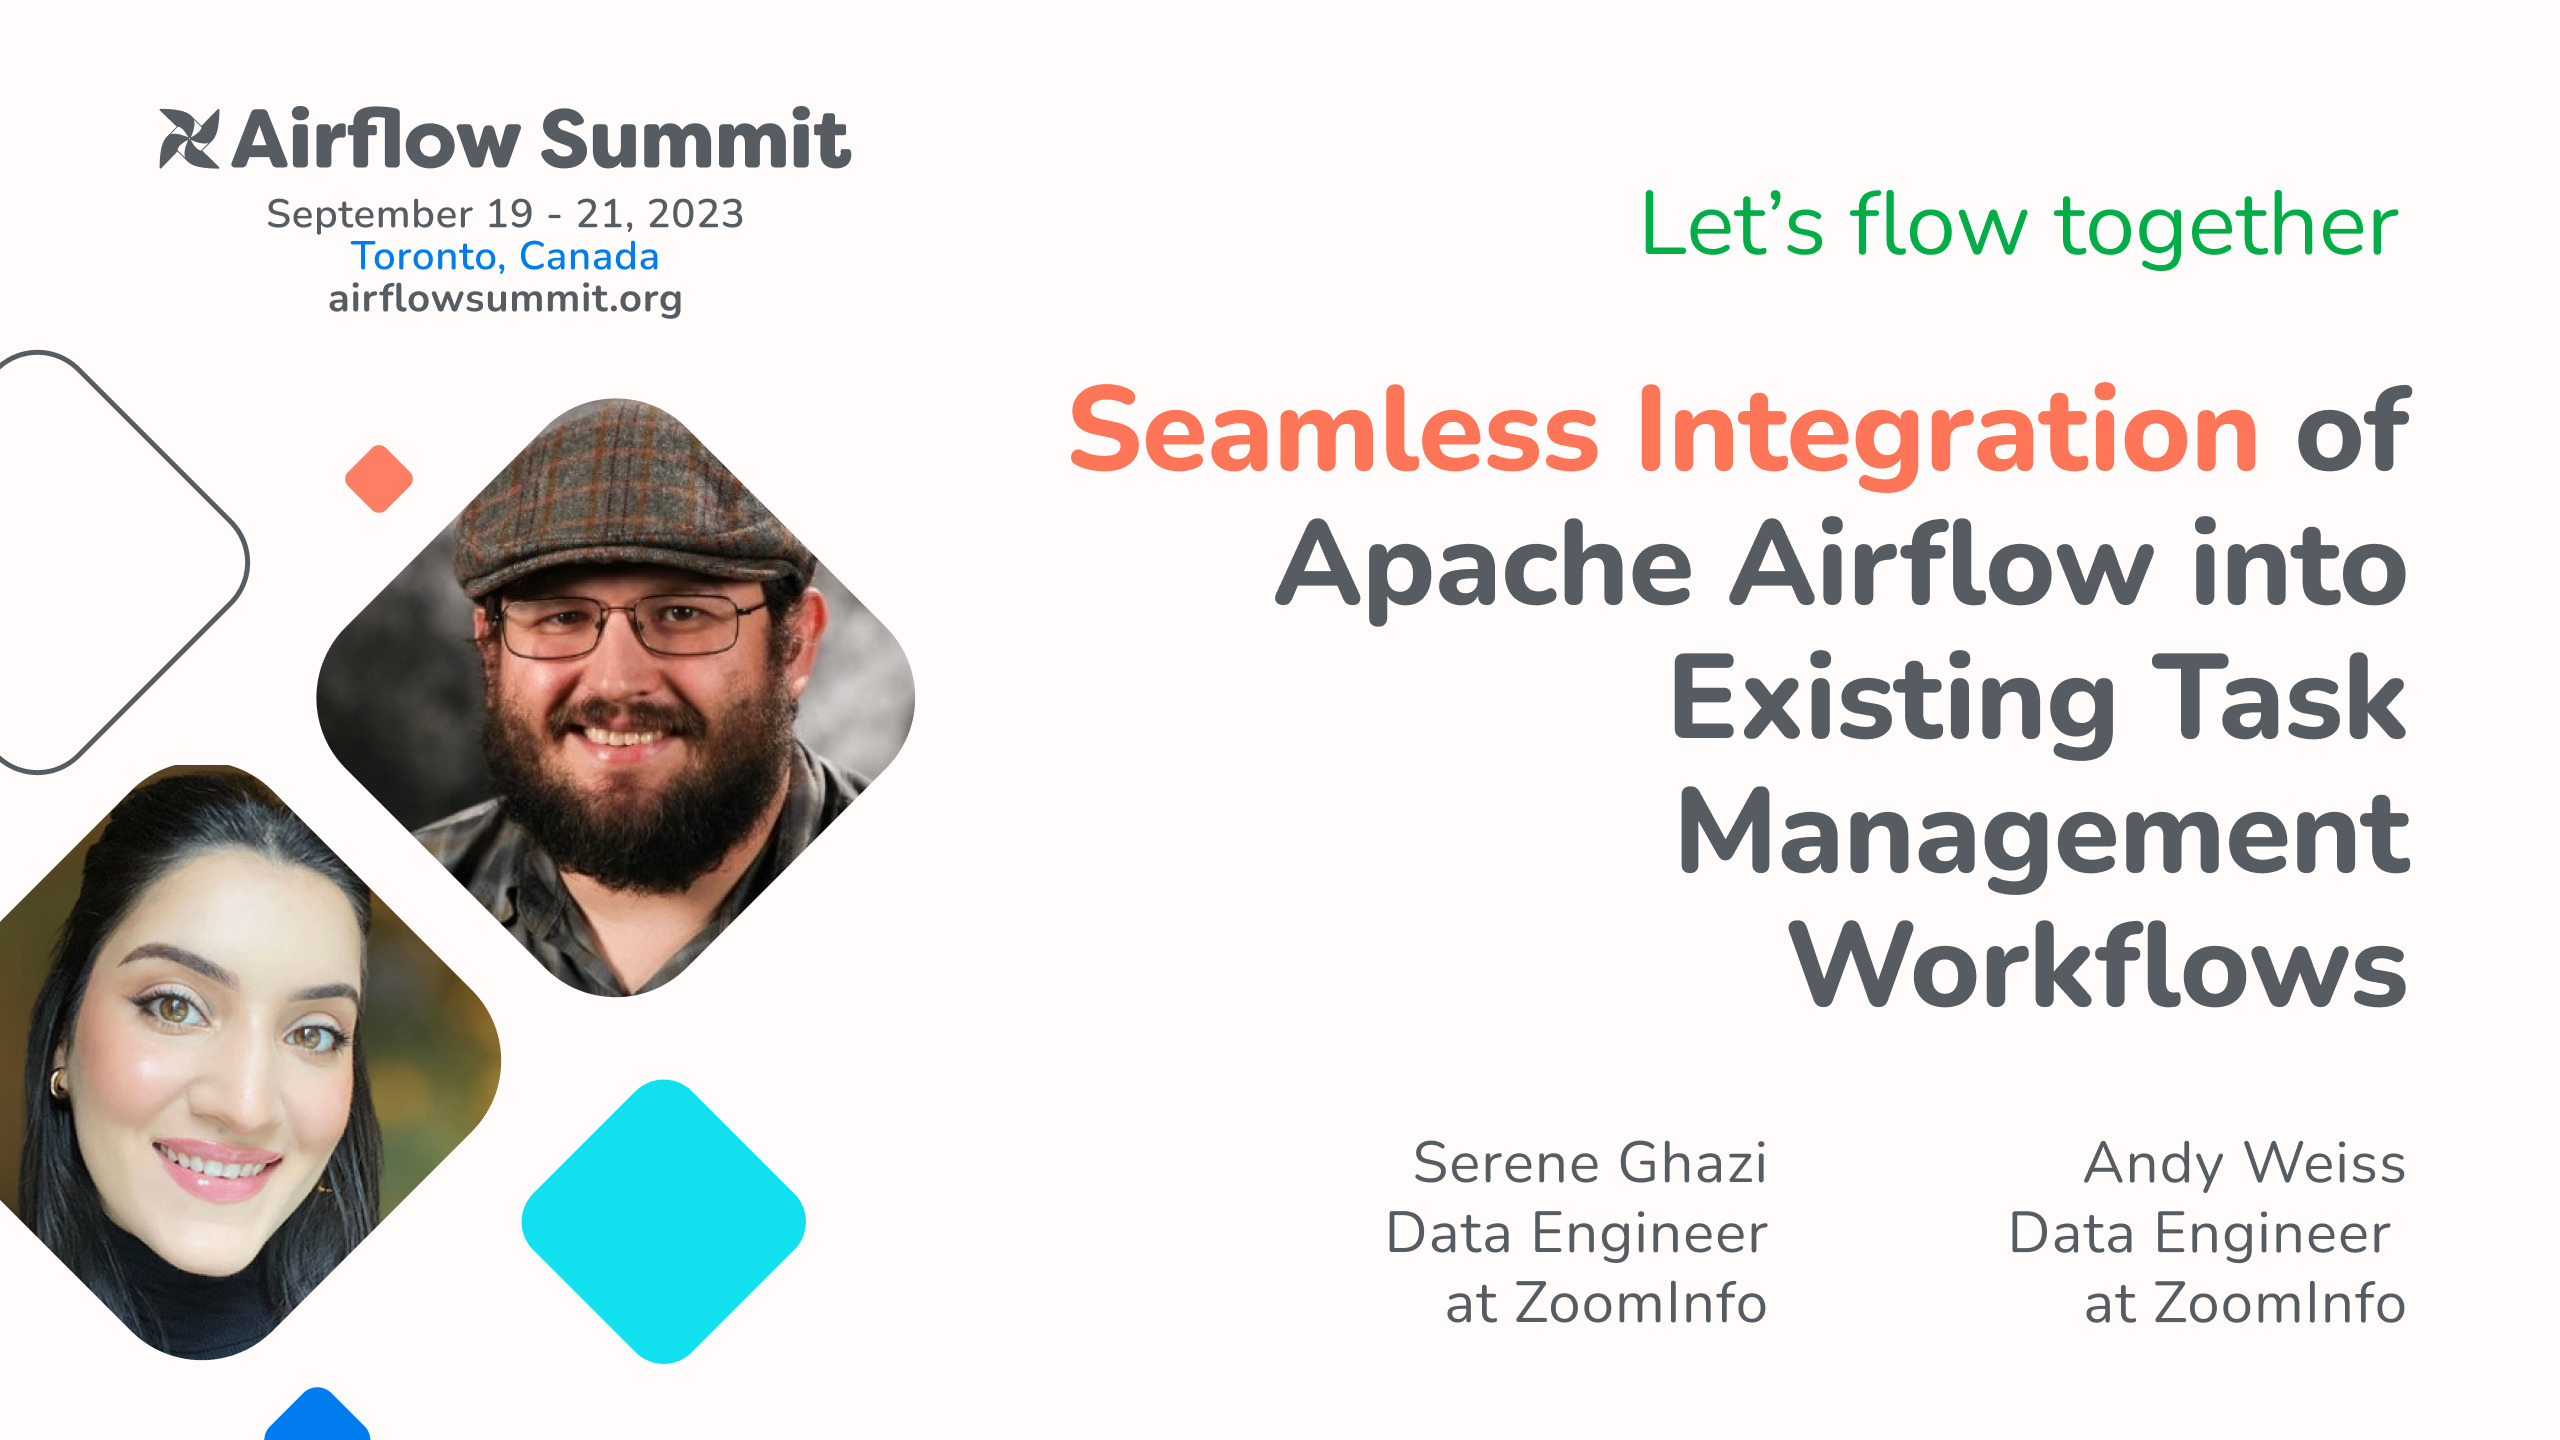 Airflow Summit
September 19 - 21, 2023
Toronto, Canada
airflowsummit.org
Let’s flow together
Seamless Integration of
Apache Airflow into
Existing Task
Management
Workflows
Serene Ghazi
Data Engineer
at ZoomInfo
Andy Weiss
Data Engineer
at ZoomInfo